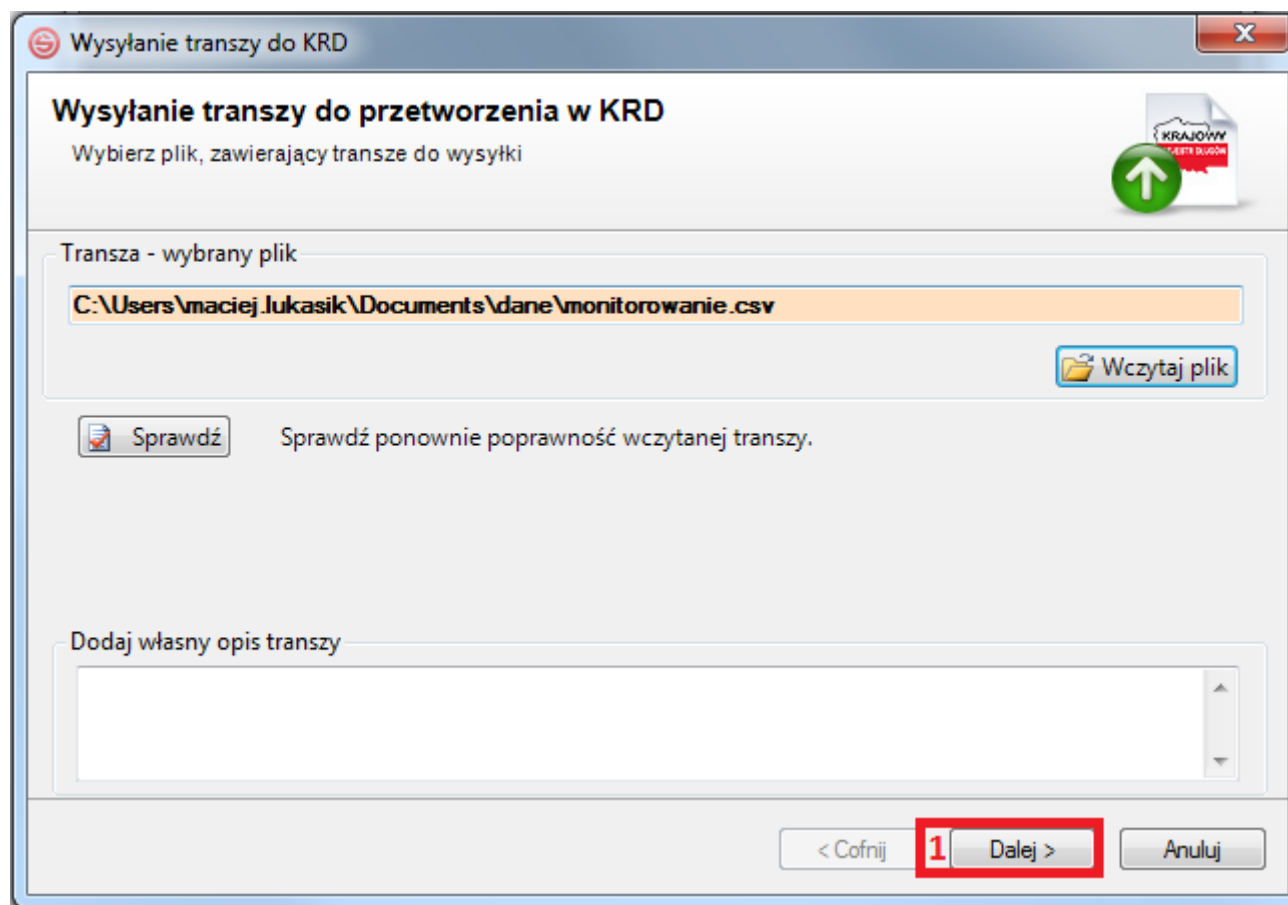 Wysyłanie transzy do KRD
Wysyłanie transzy do przetworzenia w KRD
Wybierz plik, zawierający transze do wysyłki
KRAJOWY
REJESTR DŁUGÓW
Transza - wybrany plik
C:\Users\maciej.lukasik\Documents\dane\monitorowanie.csv
Wczytaj plik
Sprawdź Sprawdź ponownie poprawność wczytanej transzy.
Dodaj własny opis transzy
< Cofnij 1 Dalej > Anuluj